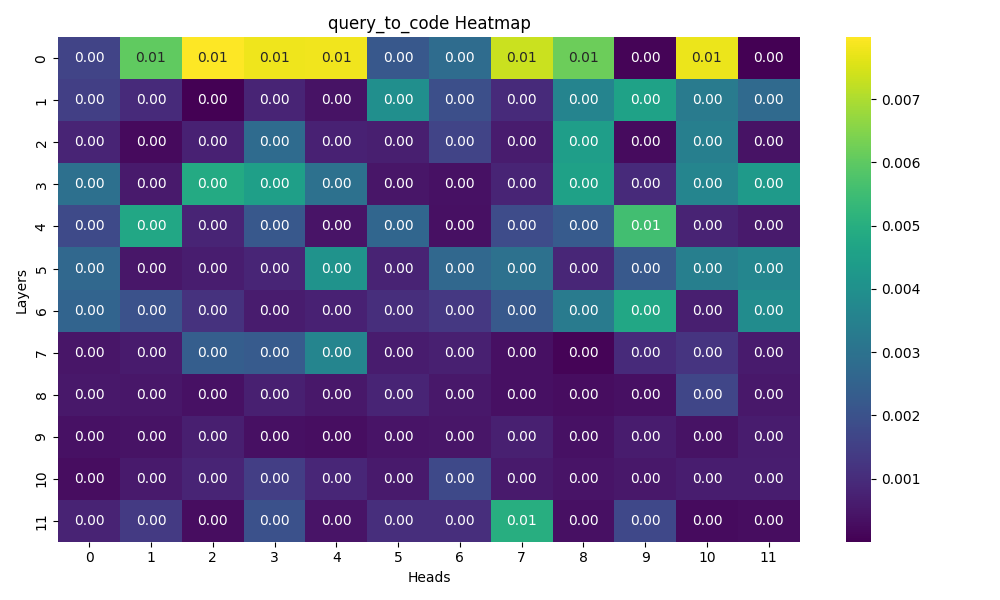 query_to_code Heatmap
0 0.00 0.01 0.01 0.01 0.01 0.00 0.00 0.01 0.01 0.00 0.01 0.00
1 0.00 0.00 0.00 0.00 0.00 0.00 0.00 0.00 0.00 0.00 0.00 0.00
2 0.00 0.00 0.00 0.00 0.00 0.00 0.00 0.00 0.00 0.00 0.00 0.00
3 0.00 0.00 0.00 0.00 0.00 0.00 0.00 0.00 0.00 0.00 0.00 0.00
4 0.00 0.00 0.00 0.00 0.00 0.00 0.00 0.00 0.00 0.01 0.00 0.00
5 0.00 0.00 0.00 0.00 0.00 0.00 0.00 0.00 0.00 0.00 0.00 0.00
6 0.00 0.00 0.00 0.00 0.00 0.00 0.00 0.00 0.00 0.00 0.00 0.00
7 0.00 0.00 0.00 0.00 0.00 0.00 0.00 0.00 0.00 0.00 0.00 0.00
8 0.00 0.00 0.00 0.00 0.00 0.00 0.00 0.00 0.00 0.00 0.00 0.00
9 0.00 0.00 0.00 0.00 0.00 0.00 0.00 0.00 0.00 0.00 0.00 0.00
10 0.00 0.00 0.00 0.00 0.00 0.00 0.00 0.00 0.00 0.00 0.00 0.00
11 0.00 0.00 0.00 0.00 0.00 0.00 0.00 0.01 0.00 0.00 0.00 0.00
0 1 2 3 4 5 6 7 8 9 10 11
Heads
Layers
0.007
0.006
0.005
0.004
0.003
0.002
0.001